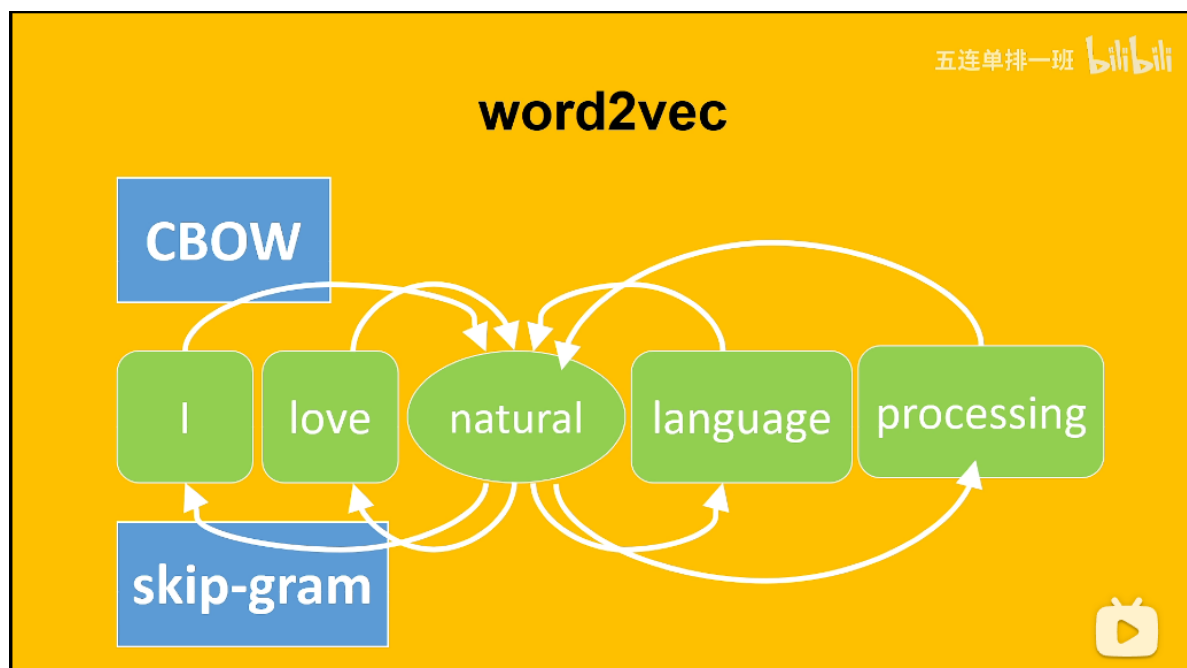 五连单排一班 bilibili
word2vec
CBOW
I love natural language processing
skip-gram